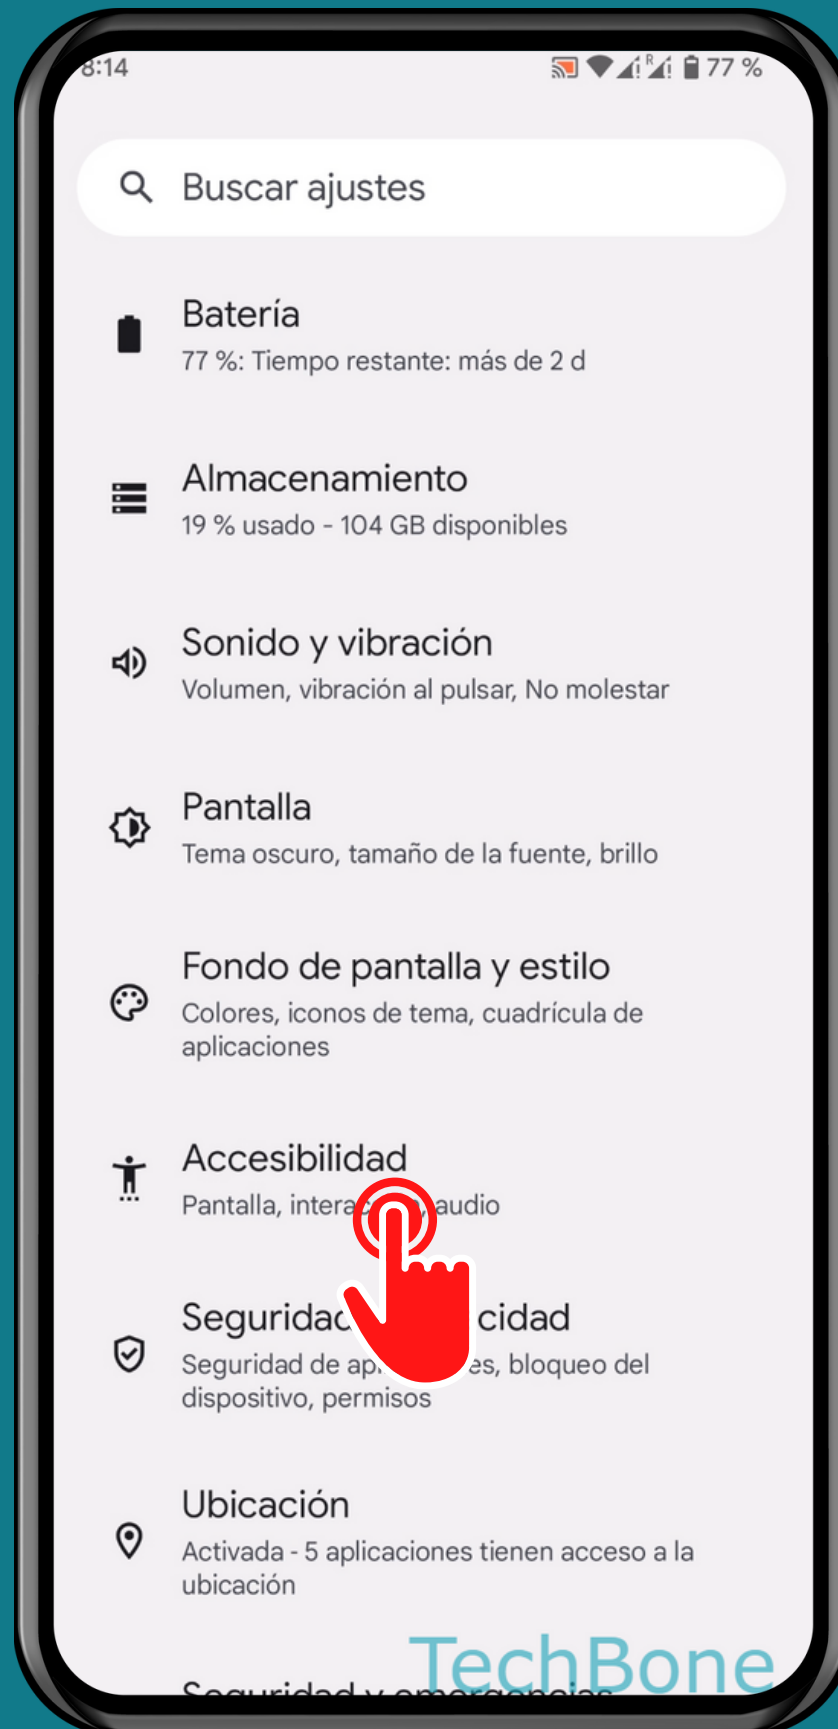 8:14 R 77 %
Buscar ajustes
Batería
77 %: Tiempo restante: más de 2 d
Almacenamiento
19 % usado - 104 GB disponibles
Sonido y vibración
Volumen, vibración al pulsar, No molestar
Pantalla
Tema oscuro, tamaño de la fuente, brillo
Fondo de pantalla y estilo
Colores, iconos de tema, cuadrícula de
aplicaciones
Accesibilidad
Pantalla, audio
Seguridad
Seguridad de bloqueo del
dispositivo, permisos
Ubicación
Activada - 5 aplicaciones tienen acceso a la
ubicación
TechBone
Seguridad y emergencias